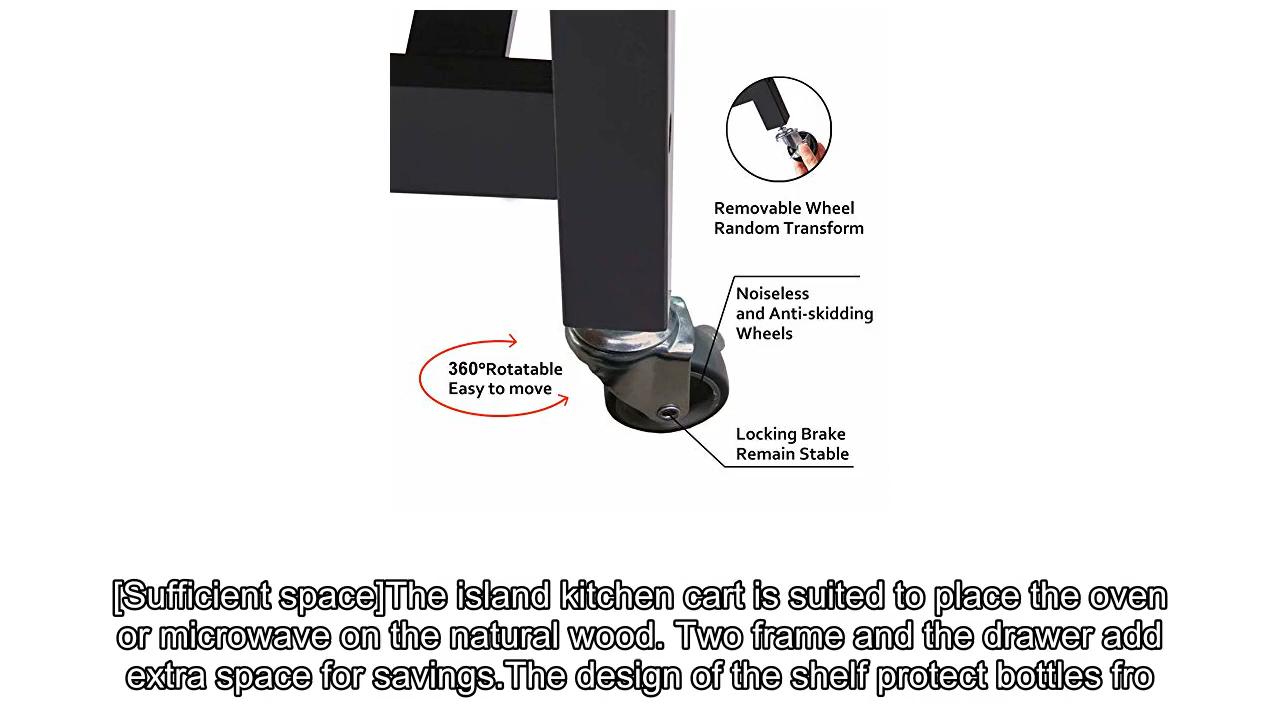 Removable Wheel
Random Transform
Noiseless
and Anti-skidding
Wheels
360°Rotatable
Easy to move
Locking Brake
Remain Stable
[Sufficient space]The island kitchen cart is suited to place the oven
or microwave on the natural wood. Two frame and the drawer add
extra space for savings.The design of the shelf protect bottles fro